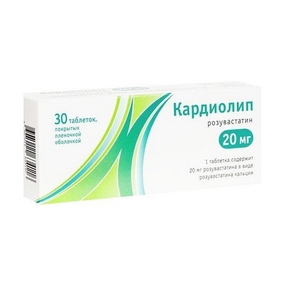 30 таблеток,
покрытых
пленочной
оболочкой
Кардиолип
розувастатин
20 мг
1 таблетка содержит
20 мг розувастатина в виде
розувастатина кальция